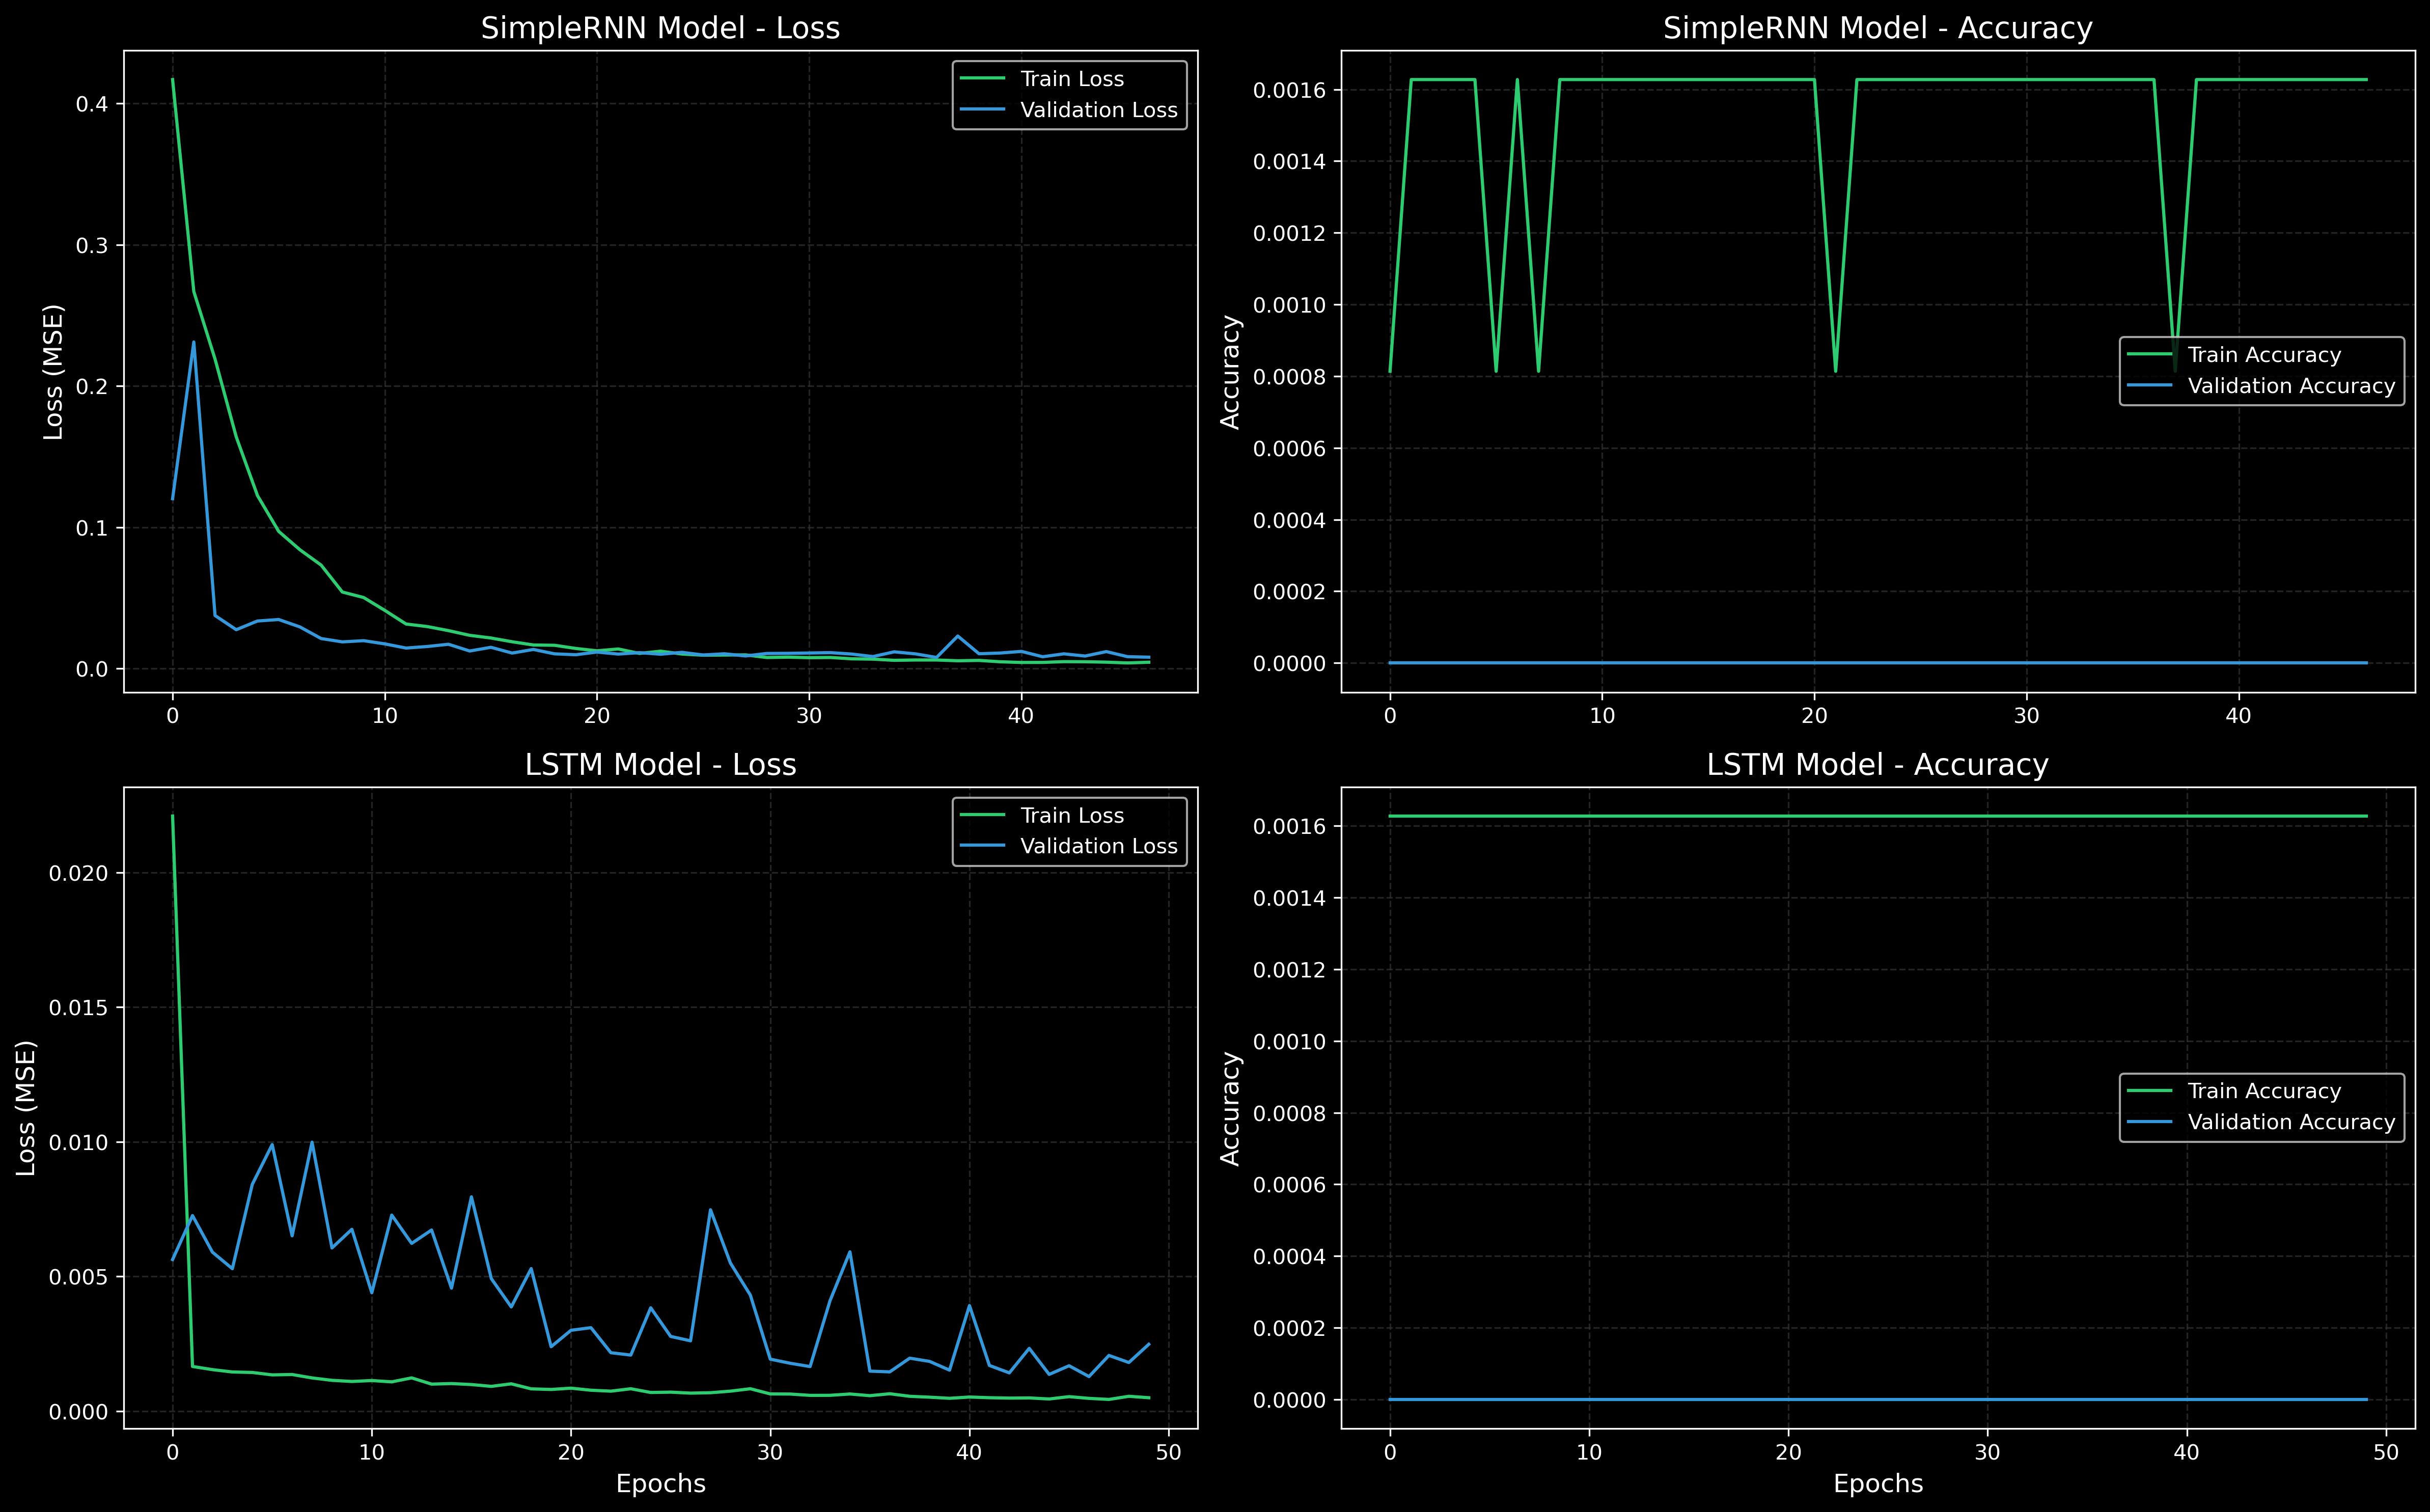 SimpleRNN Model - Loss
Loss (MSE)
0.4
0.3
0.2
0.1
0.0
Train Loss
Validation Loss
0 10 20 30 40
SimpleRNN Model - Accuracy
Accuracy
0.0016
0.0014
0.0012
0.0010
0.0008
0.0006
0.0004
0.0002
0.0000
Train Accuracy
Validation Accuracy
0 10 20 30 40
LSTM Model - Loss
Loss (MSE)
0.020
0.015
0.010
0.005
0.000
Train Loss
Validation Loss
0 10 20 30 40 50
Epochs
LSTM Model - Accuracy
Accuracy
0.0016
0.0014
0.0012
0.0010
0.0008
0.0006
0.0004
0.0002
0.0000
Train Accuracy
Validation Accuracy
0 10 20 30 40 50
Epochs